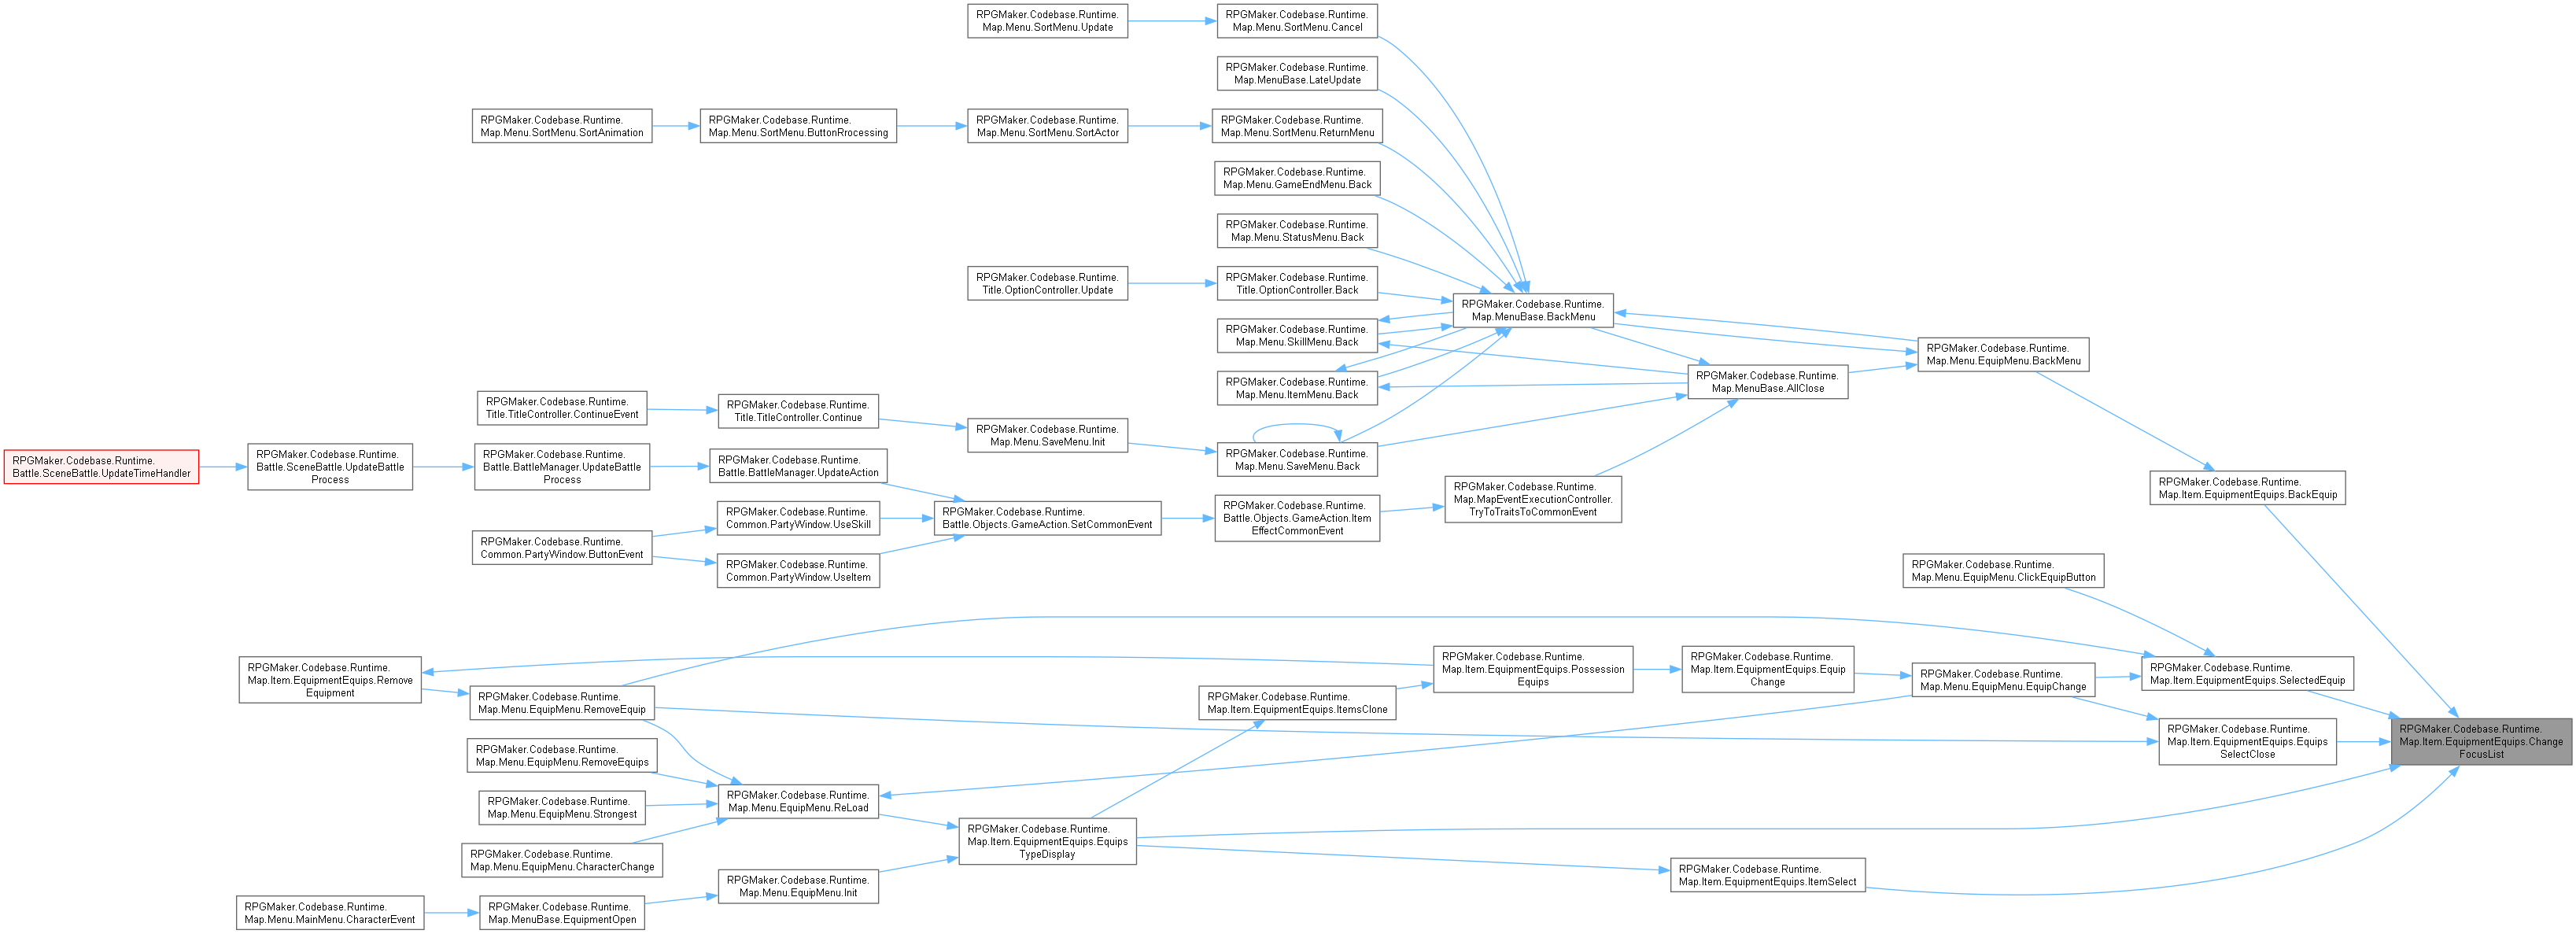 RPGMaker.Codebase.Runtime.
Map.Menu.SortMenu.Update
RPGMaker.Codebase.Runtime.
Map.Menu.SortMenu.Cancel
RPGMaker.Codebase.Runtime.
Map.MenuBase.LateUpdate
RPGMaker.Codebase.Runtime.
Map.Menu.SortMenu.SortAnimation
RPGMaker.Codebase.Runtime.
Map.Menu.SortMenu.ButtonRrocessing
RPGMaker.Codebase.Runtime.
Map.Menu.SortMenu.SortActor
RPGMaker.Codebase.Runtime.
Map.Menu.SortMenu.ReturnMenu
RPGMaker.Codebase.Runtime.
Map.Menu.GameEndMenu.Back
RPGMaker.Codebase.Runtime.
Map.Menu.StatusMenu.Back
RPGMaker.Codebase.Runtime.
Title.OptionController.Update
RPGMaker.Codebase.Runtime.
Title.OptionController.Back
RPGMaker.Codebase.Runtime.
Map.MenuBase.BackMenu
RPGMaker.Codebase.Runtime.
Map.Menu.SkillMenu.Back
RPGMaker.Codebase.Runtime.
Map.Menu.EquipMenu.BackMenu
RPGMaker.Codebase.Runtime.
Map.MenuBase.AllClose
RPGMaker.Codebase.Runtime.
Map.Menu.ItemMenu.Back
RPGMaker.Codebase.Runtime.
Title.TitleController.ContinueEvent
RPGMaker.Codebase.Runtime.
Title.TitleController.Continue
RPGMaker.Codebase.Runtime.
Map.Menu.SaveMenu.Init
RPGMaker.Codebase.Runtime.
Map.Menu.SaveMenu.Back
RPGMaker.Codebase.Runtime.
Battle.SceneBattle.UpdateTimeHandler
RPGMaker.Codebase.Runtime.
Battle.SceneBattle.UpdateBattle
Process
RPGMaker.Codebase.Runtime.
Battle.BattleManager.UpdateBattle
Process
RPGMaker.Codebase.Runtime.
Battle.BattleManager.UpdateAction
RPGMaker.Codebase.Runtime.
Map.Item.EquipmentEquips.BackEquip
RPGMaker.Codebase.Runtime.
Map.MapEventExecutionController.
TryToTraitsToCommonEvent
RPGMaker.Codebase.Runtime.
Battle.Objects.GameAction.Item
EffectCommonEvent
RPGMaker.Codebase.Runtime.
Battle.Objects.GameAction.SetCommonEvent
RPGMaker.Codebase.Runtime.
Common.PartyWindow.UseSkill
RPGMaker.Codebase.Runtime.
Common.PartyWindow.ButtonEvent
RPGMaker.Codebase.Runtime.
Common.PartyWindow.UseItem
RPGMaker.Codebase.Runtime.
Map.Menu.EquipMenu.ClickEquipButton
RPGMaker.Codebase.Runtime.
Map.Item.EquipmentEquips.Remove
Equipment
RPGMaker.Codebase.Runtime.
Map.Item.EquipmentEquips.Possession
Equips
RPGMaker.Codebase.Runtime.
Map.Item.EquipmentEquips.Equip
Change
RPGMaker.Codebase.Runtime.
Map.Menu.EquipMenu.EquipChange
RPGMaker.Codebase.Runtime.
Map.Item.EquipmentEquips.SelectedEquip
RPGMaker.Codebase.Runtime.
Map.Menu.EquipMenu.RemoveEquip
RPGMaker.Codebase.Runtime.
Map.Item.EquipmentEquips.ItemsClone
RPGMaker.Codebase.Runtime.
Map.Item.EquipmentEquips.Equips
SelectClose
RPGMaker.Codebase.Runtime.
Map.Item.EquipmentEquips.Change
FocusList
RPGMaker.Codebase.Runtime.
Map.Menu.EquipMenu.RemoveEquips
RPGMaker.Codebase.Runtime.
Map.Menu.EquipMenu.ReLoad
RPGMaker.Codebase.Runtime.
Map.Menu.EquipMenu.Strongest
RPGMaker.Codebase.Runtime.
Map.Item.EquipmentEquips.Equips
TypeDisplay
RPGMaker.Codebase.Runtime.
Map.Menu.EquipMenu.CharacterChange
RPGMaker.Codebase.Runtime.
Map.Item.EquipmentEquips.ItemSelect
RPGMaker.Codebase.Runtime.
Map.Menu.EquipMenu.Init
RPGMaker.Codebase.Runtime.
Map.Menu.MainMenu.CharacterEvent
RPGMaker.Codebase.Runtime.
Map.MenuBase.EquipmentOpen